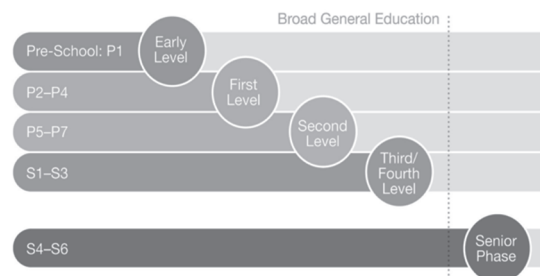 Broad General Education
Pre-School: P1
Early
Level
P2–P4
First
Level
P5–P7
Second
Level
S1–S3
Third/
Fourth
Level
S4–S6
Senior
Phase